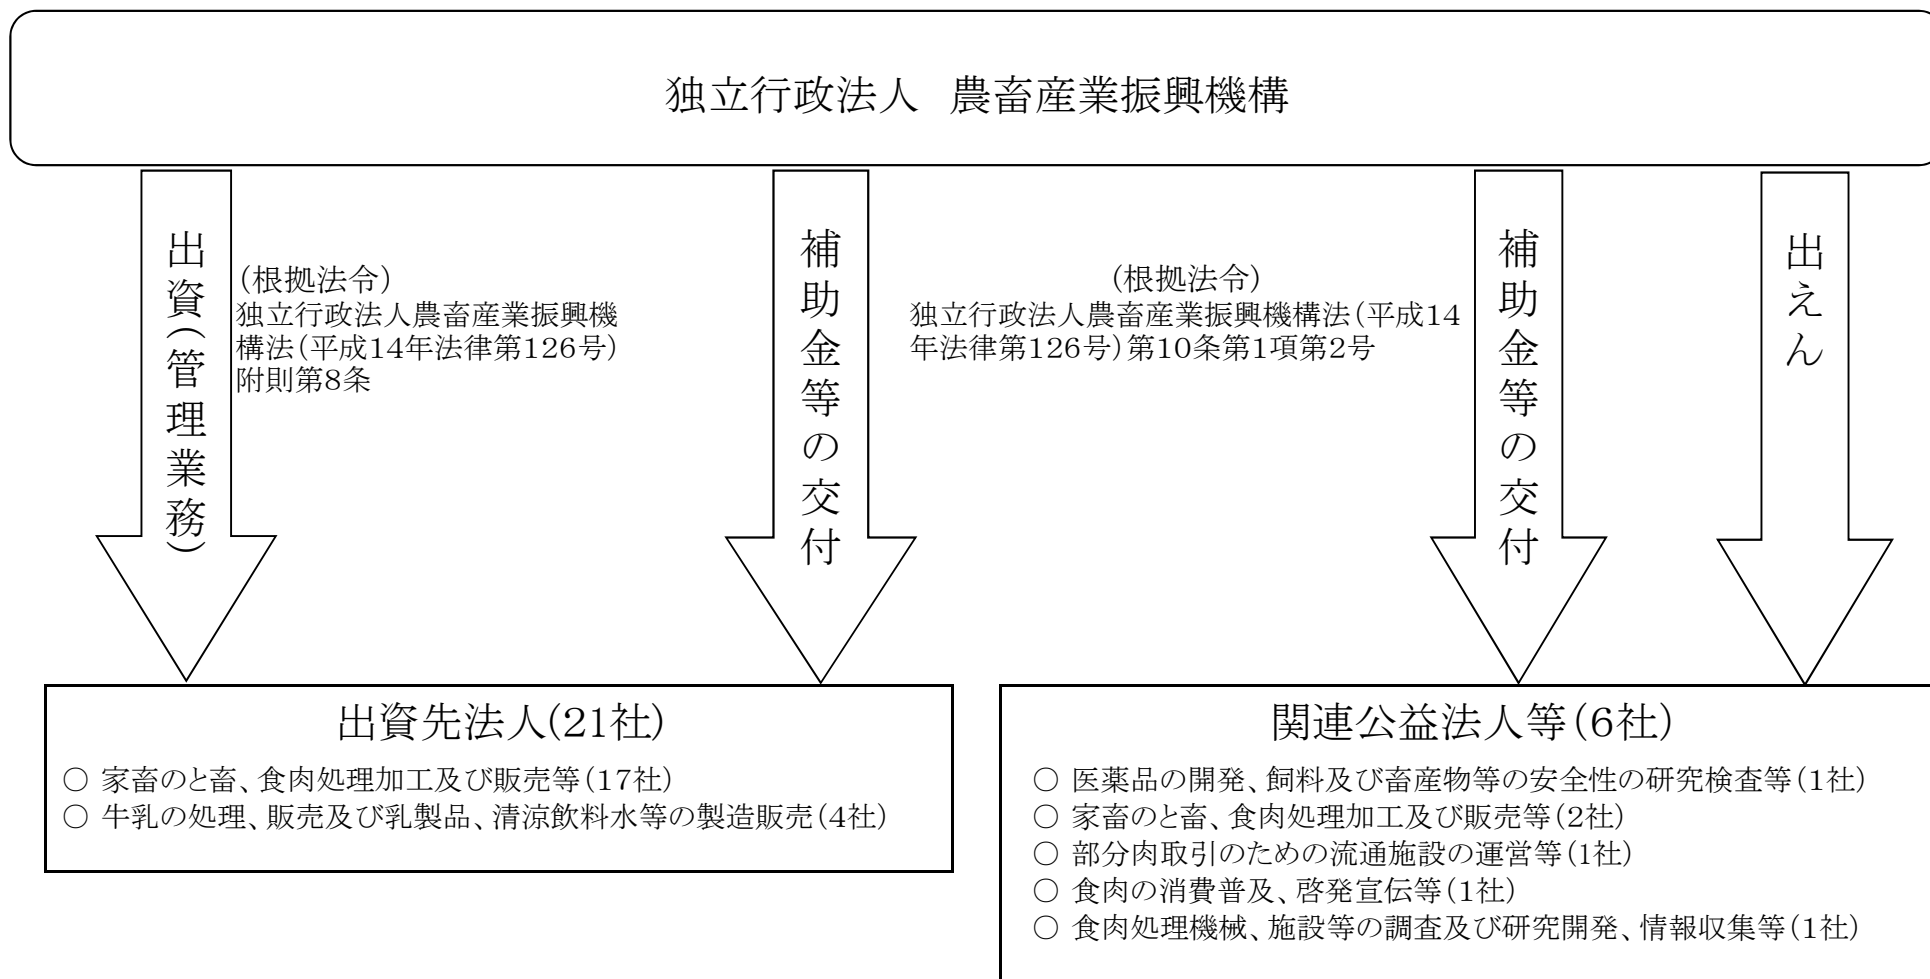 独立行政法人　農畜産業振興機構
出資(管理業務)
(根拠法令)
独立行政法人農畜産業振興機
構法(平成14年法律第126号)
附則第8条
補助金等の交付
(根拠法令)
独立行政法人農畜産業振興機構法(平成14
年法律第126号)第10条第1項第2号
補助金等の交付
出えん
出資先法人(21社)
○ 家畜のと畜、食肉処理加工及び販売等(17社)
○ 牛乳の処理、販売及び乳製品、清涼飲料水等の製造販売(4社)
関連公益法人等(6社)
○ 医薬品の開発、飼料及び畜産物等の安全性の研究検査等(1社)
○ 家畜のと畜、食肉処理加工及び販売等(2社)
○ 部分肉取引のための流通施設の運営等(1社)
○ 食肉の消費普及、啓発宣伝等(1社)
○ 食肉処理機械、施設等の調査及び研究開発、情報収集等(1社)